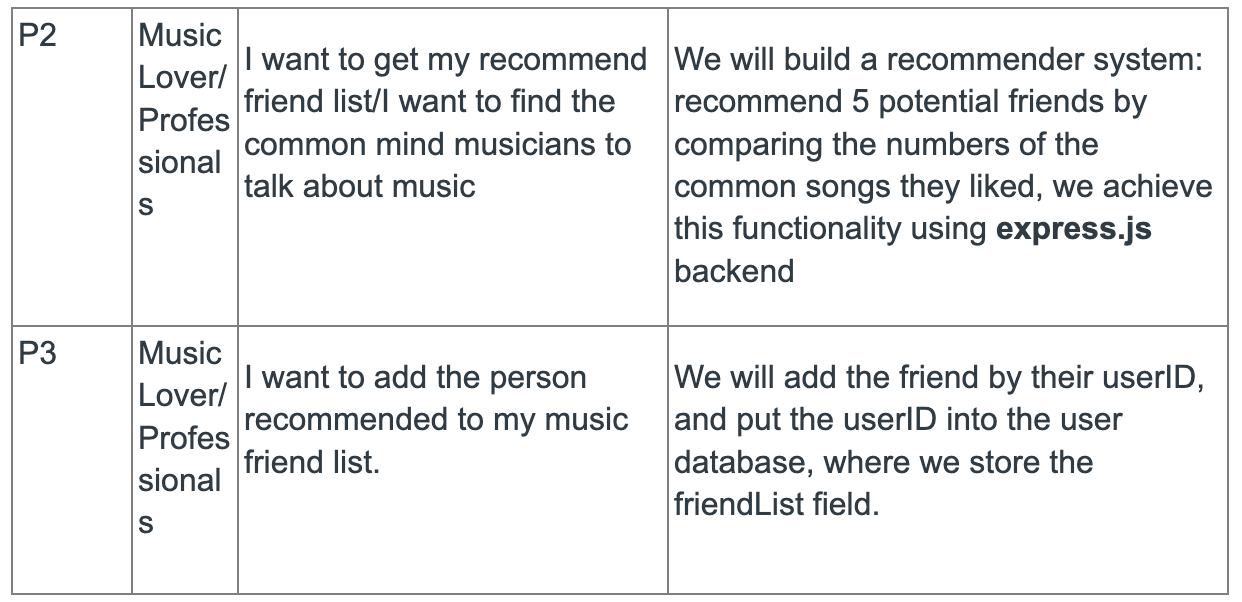 P2
Music
Lover/
Profes
sional
s
I want to get my recommend
friend list/I want to find the
common mind musicians to
talk about music
We will build a recommender system:
recommend 5 potential friends by
comparing the numbers of the
common songs they liked, we achieve
this functionality using express.js
backend
P3
Music
Lover/
Profes
sional
s
I want to add the person
recommended to my music
friend list.
We will add the friend by their userID,
and put the userID into the user
database, where we store the
friendList field.